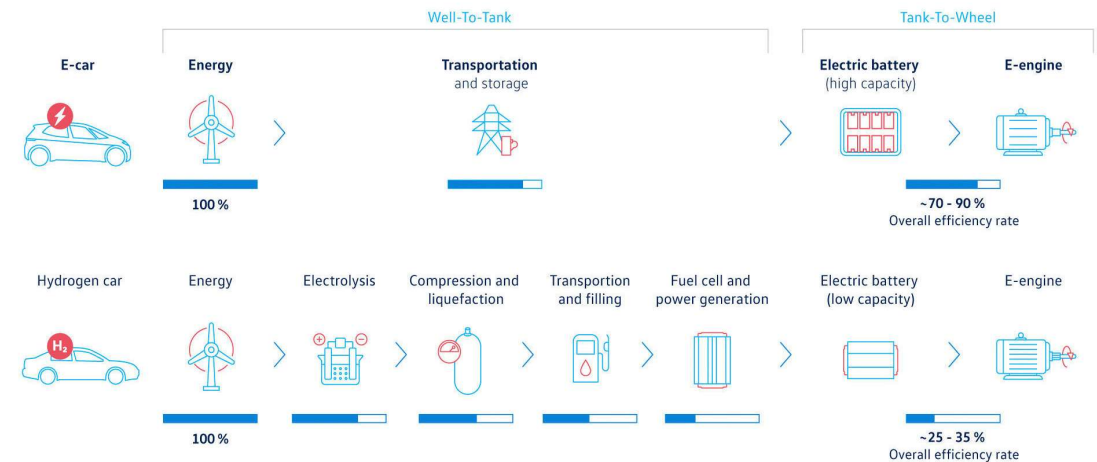 Well-To-Tank
Tank-To-Wheel
E-car
Energy
Transportation
and storage
Electric battery
(high capacity)
E-engine
100 %
~70 - 90 %
Overall efficiency rate
Hydrogen car
Energy
Electrolysis
Compression and
liquefaction
Transportion
and filling
Fuel cell and
power generation
Electric battery
(low capacity)
E-engine
H₂
100 %
~25 - 35 %
Overall efficiency rate